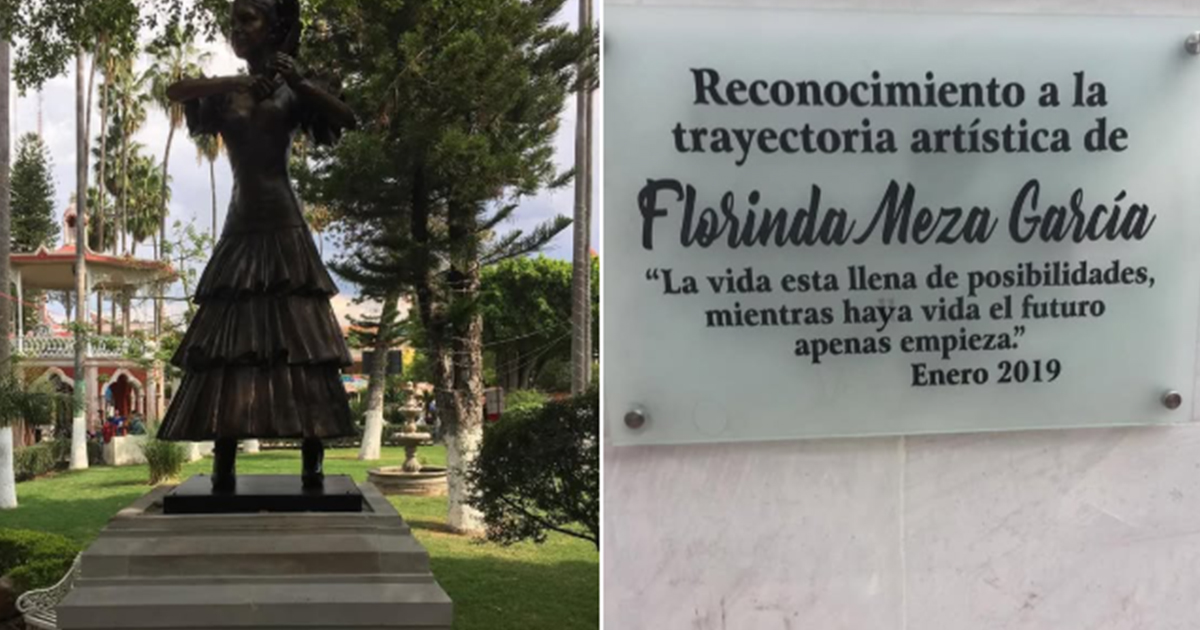 Reconocimiento a la
trayectoria artística de
Florinda Meza García
“La vida esta llena de posibilidades,
mientras haya vida el futuro
apenas empieza.”
Enero 2019